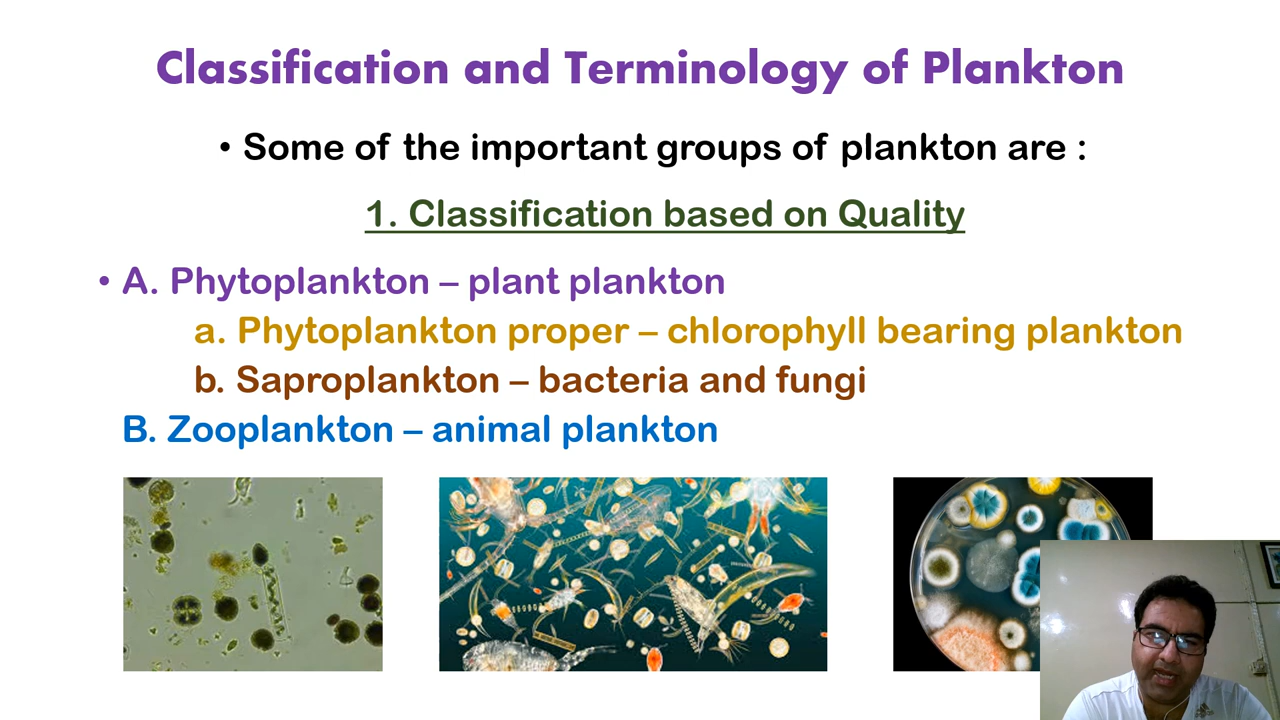 Classification and Terminology of Plankton
• Some of the important groups of plankton are :
1. Classification based on Quality
• A. Phytoplankton – plant plankton
a. Phytoplankton proper – chlorophyll bearing plankton
b. Saproplankton – bacteria and fungi
B. Zooplankton – animal plankton